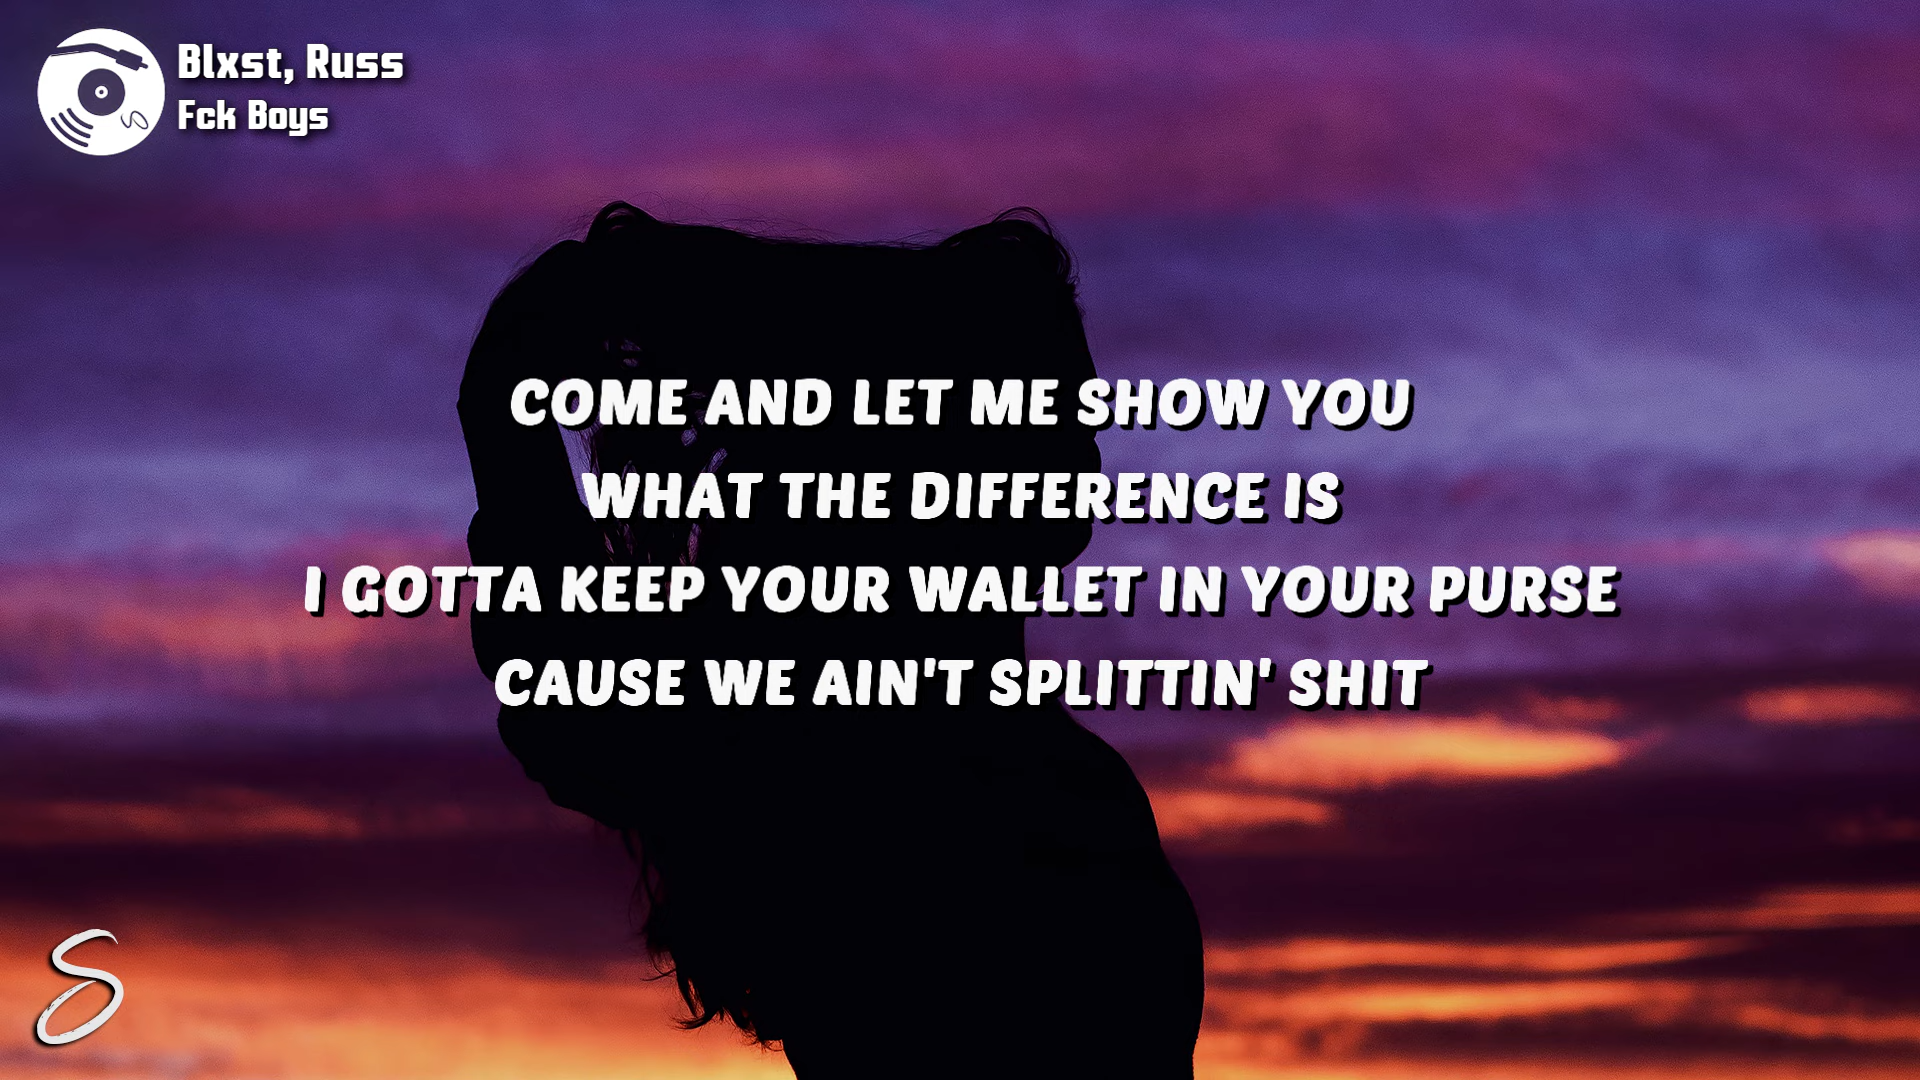 Blxst, Russ
Fck Boys
COME AND LET ME SHOW YOU
WHAT THE DIFFERENCE IS
I GOTTA KEEP YOUR WALLET IN YOUR PURSE
CAUSE WE AIN'T SPLITTIN' SHIT
S